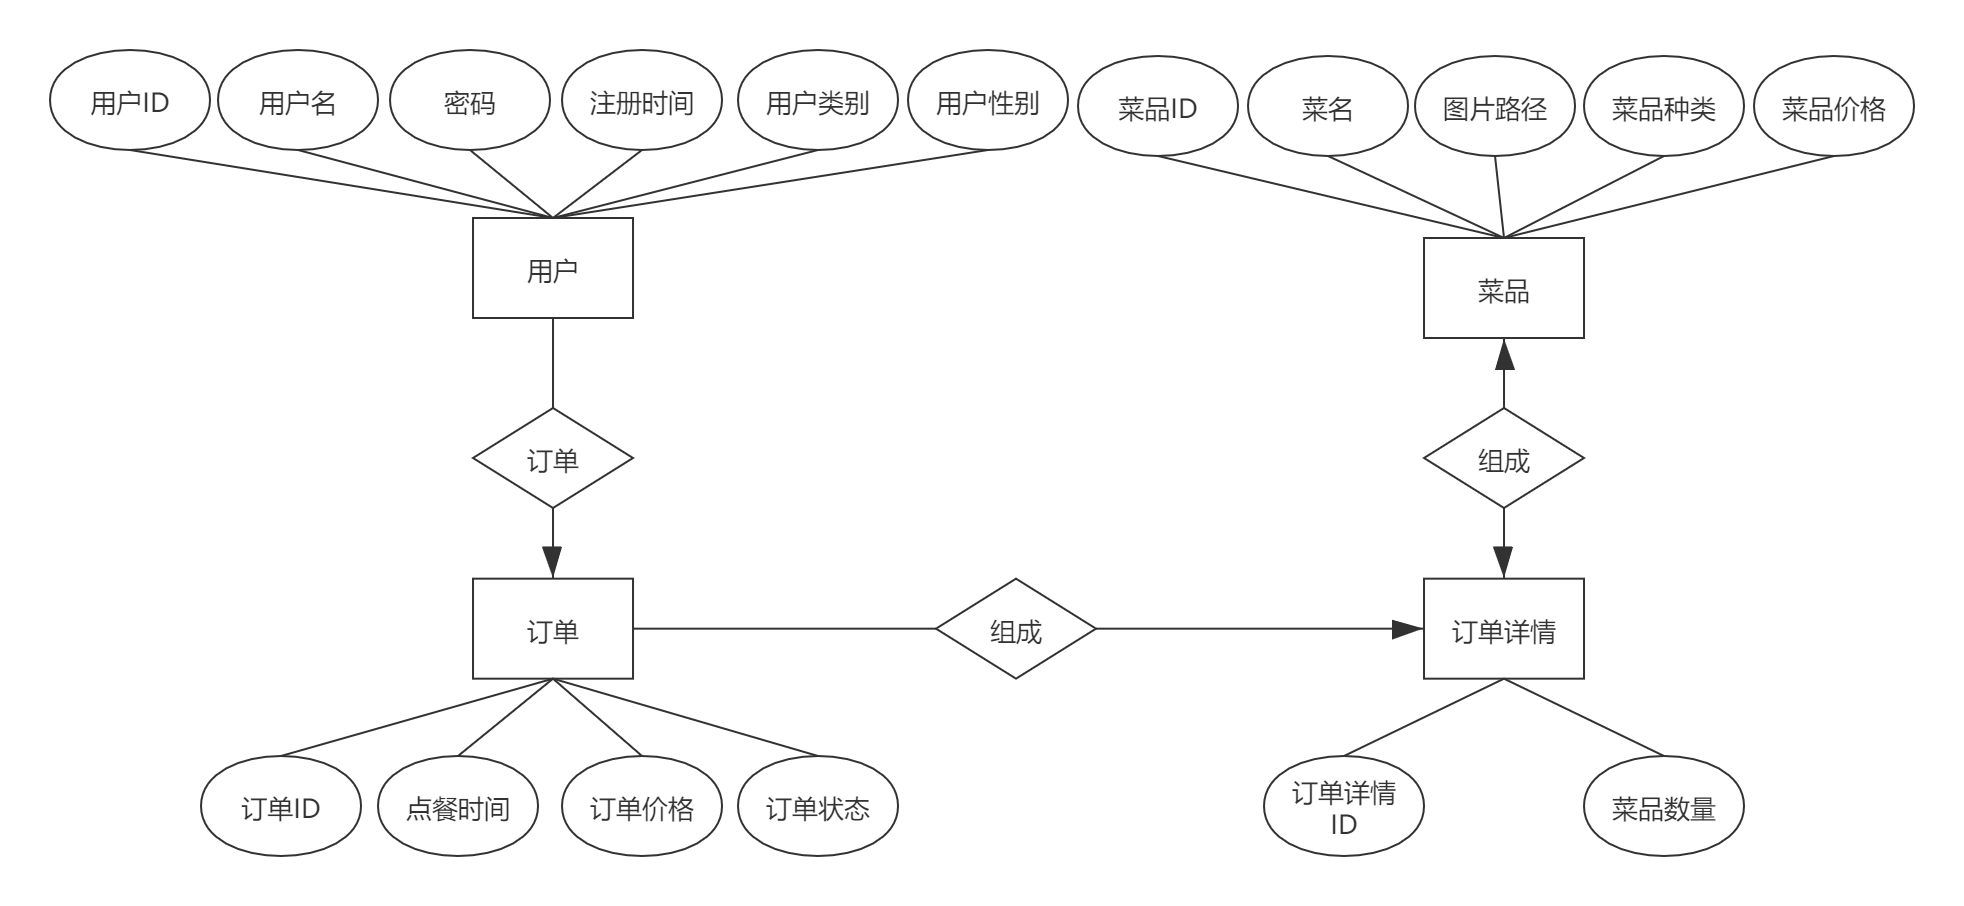 用户ID
用户名
密码
注册时间
用户类别
用户性别
菜品ID
菜名
图片路径
菜品种类
菜品价格
用户
菜品
订单
组成
订单
组成
订单详情
订单ID
点餐时间
订单价格
订单状态
订单详情
ID
菜品数量